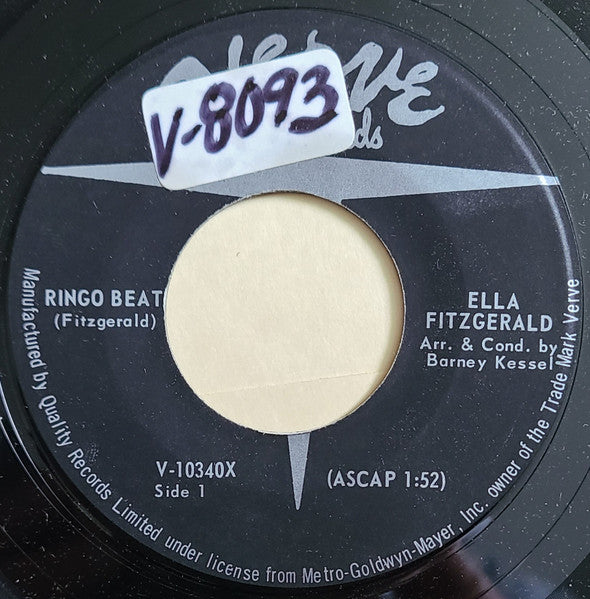 Verve
V-8093
RINGO BEAT
(Fitzgerald)
ELLA
FITZGERALD
Arr. & Cond. by
Barney Kessel
V-10340X
Side 1
(ASCAP 1:52)
Manufactured by Quality Records Limited under license from Metro-Goldwyn-Mayer, Inc. owner of the Trade Mark Verve